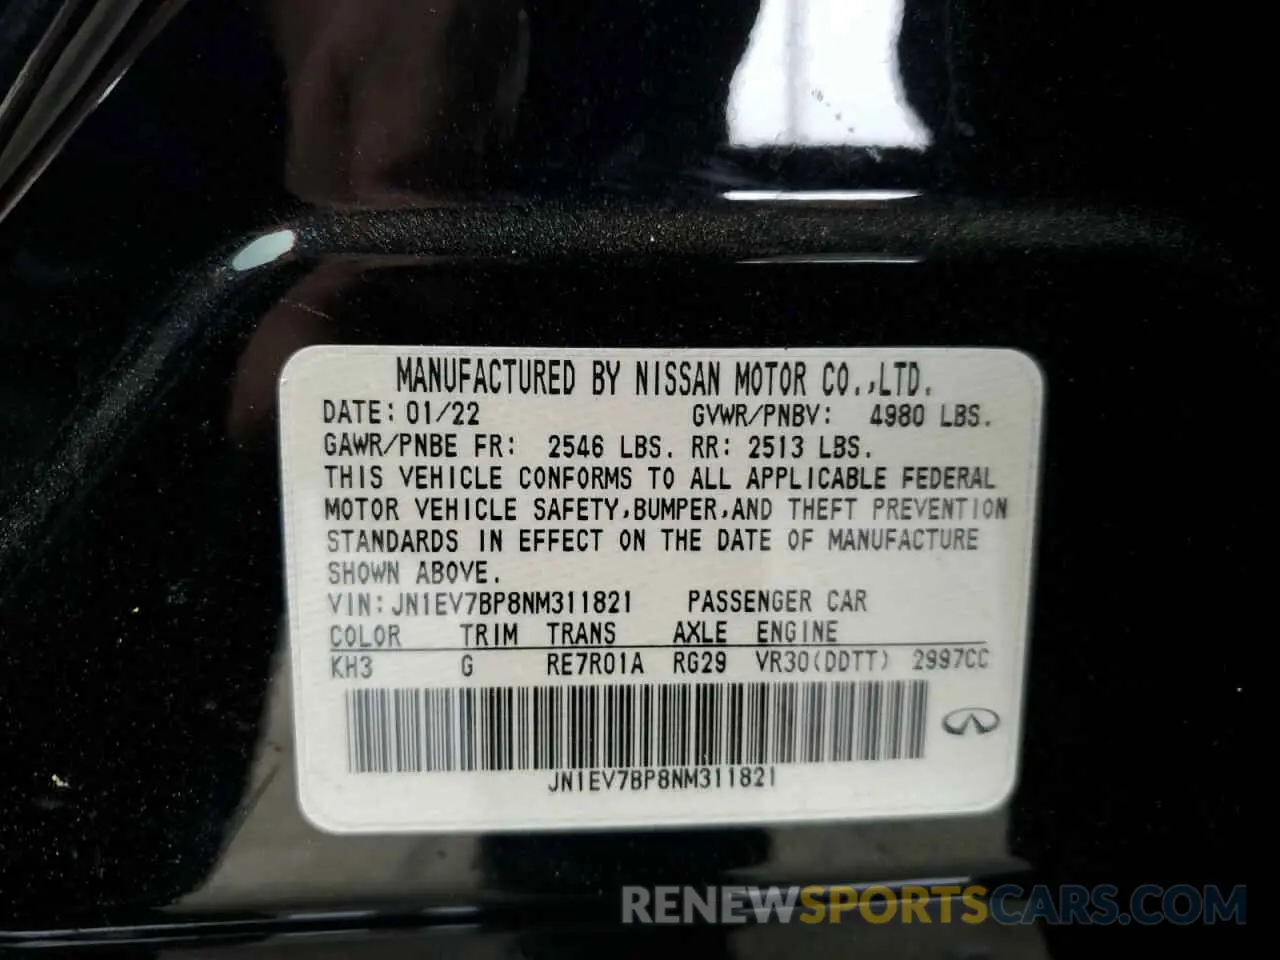 MANUFACTURED BY NISSAN MOTOR CO.,LTD.
DATE: 01/22 GVWR/PNBV: 4980 LBS.
GAWR/PNBE FR: 2546 LBS. RR: 2513 LBS.
THIS VEHICLE CONFORMS TO ALL APPLICABLE FEDERAL
MOTOR VEHICLE SAFETY,BUMPER,AND THEFT PREVENTION
STANDARDS IN EFFECT ON THE DATE OF MANUFACTURE
SHOWN ABOVE.
VIN: JN1EV7BP8NM311821 PASSENGER CAR
COLOR TRIM TRANS AXLE ENGINE
KH3 G RE7R01A RG29 VR30(DDTT) 2997CC
JN1EV7BP8NM311821
RENEWSPORTSCARS.COM